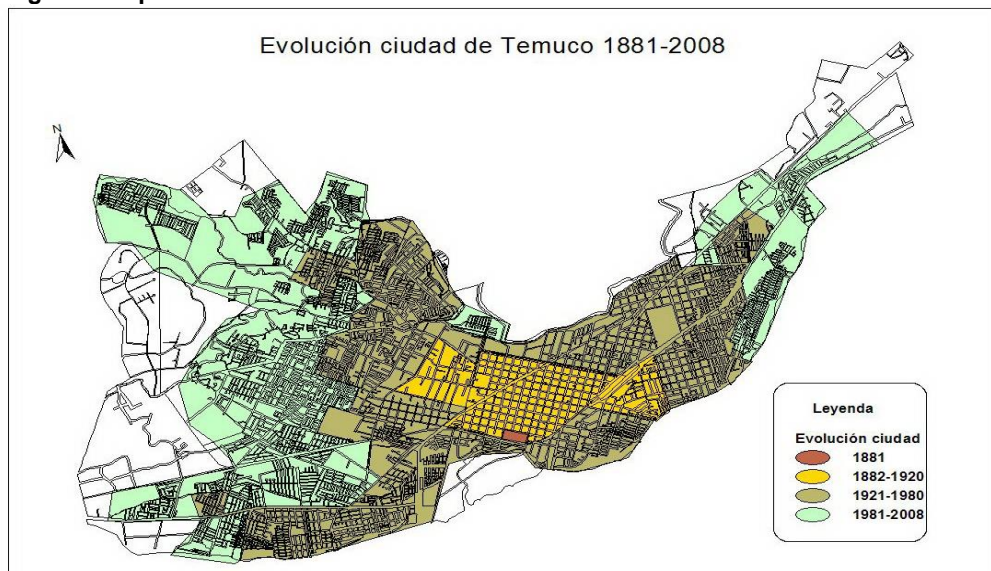 Evolución ciudad de Temuco 1881-2008
N
Leyenda
Evolución ciudad
1881
1882-1920
1921-1980
1981-2008